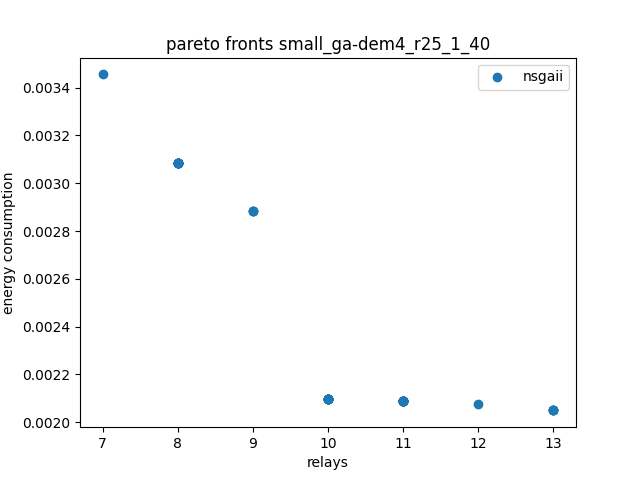 pareto fronts small_ga-dem4_r25_1_40
nsgaii
0.0034
0.0032
0.0030
0.0028
0.0026
0.0024
0.0022
0.0020
energy consumption
7 8 9 10 11 12 13
relays